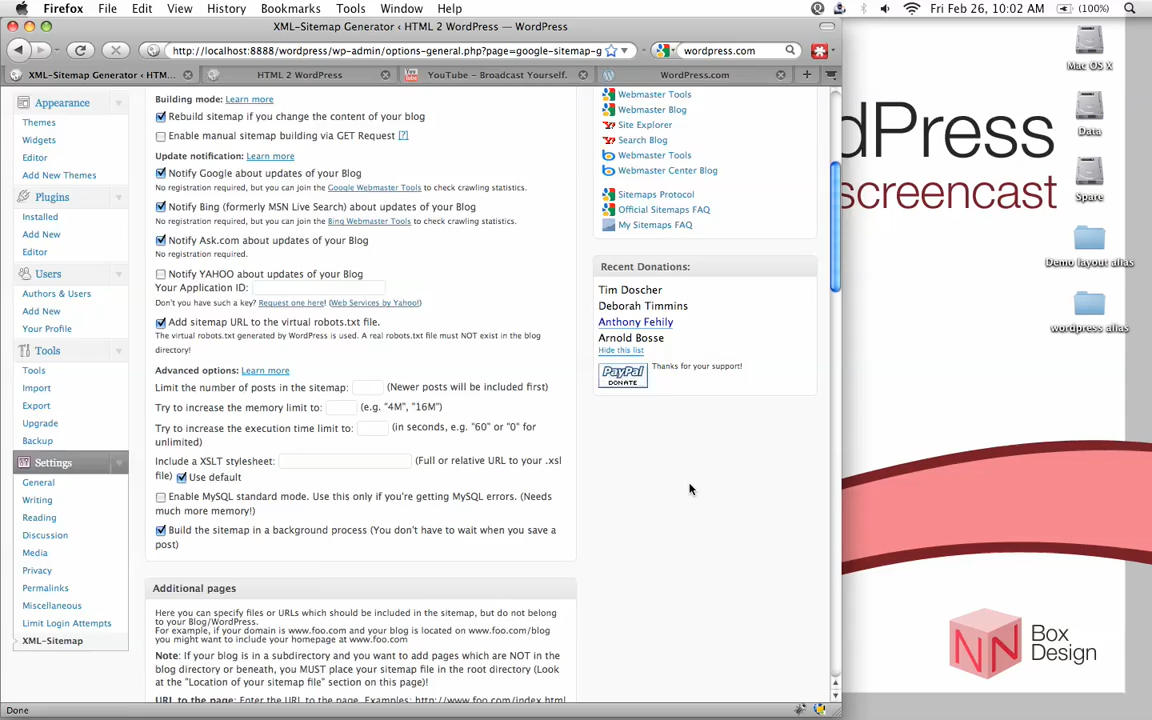 Firefox File Edit View History Bookmarks Tools Window Help Fri Feb 26, 10:02 AM (100%)
XML-Sitemap Generator ‹ HTML 2 WordPress — WordPress
http://localhost:8888/wordpress/wp-admin/options-general.php?page=google-sitemap-g wordpress.com
XML-Sitemap Generator ‹ HTM... HTML 2 WordPress YouTube - Broadcast Yourself. WordPress.com
Appearance
Themes
Widgets
Editor
Add New Themes
Plugins
Installed
Add New
Editor
Users
Authors & Users
Add New
Your Profile
Tools
Tools
Import
Export
Upgrade
Backup
Settings
General
Writing
Reading
Discussion
Media
Privacy
Permalinks
Miscellaneous
Limit Login Attempts
XML-Sitemap
Building mode: Learn more
Rebuild sitemap if you change the content of your blog
Enable manual sitemap building via GET Request [?]
Update notification: Learn more
Notify Google about updates of your Blog
No registration required, but you can join the Google Webmaster Tools to check crawling statistics.
Notify Bing (formerly MSN Live Search) about updates of your Blog
No registration required, but you can join the Bing Webmaster Tools to check crawling statistics.
Notify Ask.com about updates of your Blog
No registration required.
Notify YAHOO about updates of your Blog
Your Application ID:
Don't you have such a key? Request one here! (Web Services by Yahoo!)
Add sitemap URL to the virtual robots.txt file.
The virtual robots.txt generated by WordPress is used. A real robots.txt file must NOT exist in the blog
directory!
Advanced options: Learn more
Limit the number of posts in the sitemap: (Newer posts will be included first)
Try to increase the memory limit to: (e.g. "4M", "16M")
Try to increase the execution time limit to: (in seconds, e.g. "60" or "0" for
unlimited)
Include a XSLT stylesheet: (Full or relative URL to your .xsl
file) Use default
Enable MySQL standard mode. Use this only if you're getting MySQL errors. (Needs
much more memory!)
Build the sitemap in a background process (You don't have to wait when you save a
post)
Additional pages
Here you can specify files or URLs which should be included in the sitemap, but do not belong
to your Blog/WordPress.
For example, if your domain is www.foo.com and your blog is located on www.foo.com/blog
you might want to include your homepage at www.foo.com
Note: If your blog is in a subdirectory and you want to add pages which are NOT in the
blog directory or beneath, you MUST place your sitemap file in the root directory (Look
at the "Location of your sitemap file" section on this page)!
URL to the page: Enter the URL to the page. Examples: http://www.foo.com/index.html
Webmaster Tools
Webmaster Blog
Site Explorer
Search Blog
Webmaster Tools
Webmaster Center Blog
Sitemaps Protocol
Official Sitemaps FAQ
My Sitemaps FAQ
Recent Donations:
Tim Doscher
Deborah Timmins
Anthony Fehily
Arnold Bosse
Hide this list
PayPal
DONATE
Thanks for your support!
Done
dPress
screencast
Mac OS X
Data
Spare
Demo layout alias
wordpress alias
NN
Box
Design